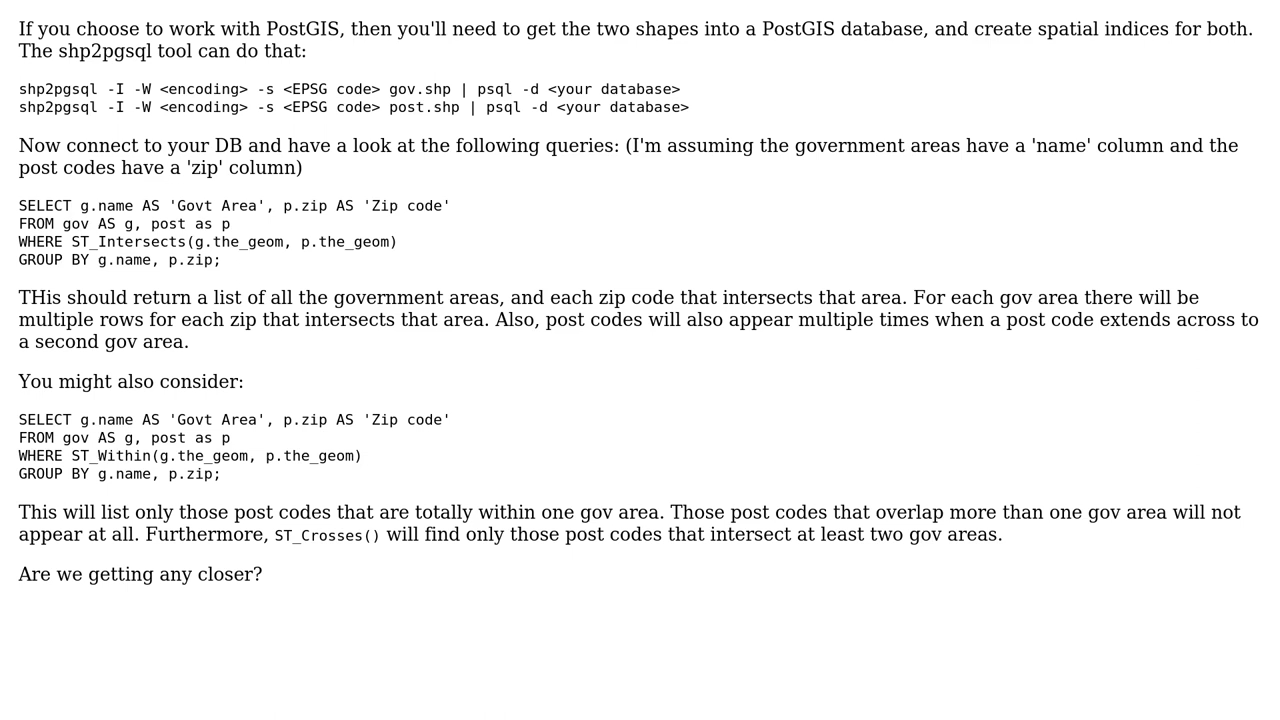 If you choose to work with PostGIS, then you'll need to get the two shapes into a PostGIS database, and create spatial indices for both.
The shp2pgsql tool can do that:
shp2pgsql -I -W <encoding> -s <EPSG code> gov.shp | psql -d <your database>
shp2pgsql -I -W <encoding> -s <EPSG code> post.shp | psql -d <your database>
Now connect to your DB and have a look at the following queries: (I'm assuming the government areas have a 'name' column and the
post codes have a 'zip' column)
SELECT g.name AS 'Govt Area', p.zip AS 'Zip code'
FROM gov AS g, post as p
WHERE ST_Intersects(g.the_geom, p.the_geom)
GROUP BY g.name, p.zip;
THis should return a list of all the government areas, and each zip code that intersects that area. For each gov area there will be
multiple rows for each zip that intersects that area. Also, post codes will also appear multiple times when a post code extends across to
a second gov area.
You might also consider:
SELECT g.name AS 'Govt Area', p.zip AS 'Zip code'
FROM gov AS g, post as p
WHERE ST_Within(g.the_geom, p.the_geom)
GROUP BY g.name, p.zip;
This will list only those post codes that are totally within one gov area. Those post codes that overlap more than one gov area will not
appear at all. Furthermore, ST_Crosses() will find only those post codes that intersect at least two gov areas.
Are we getting any closer?